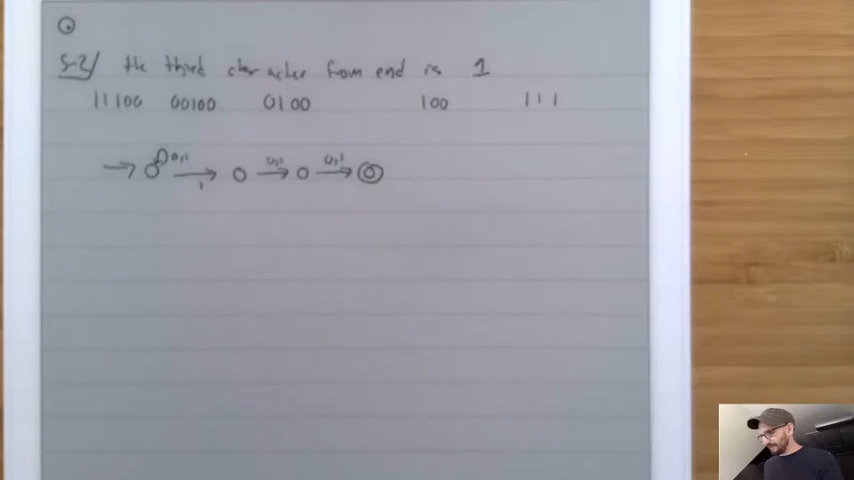 5-2/ the third character from end is 1
11100 00100 0100 100 111
0,1 1 0,1 0,1